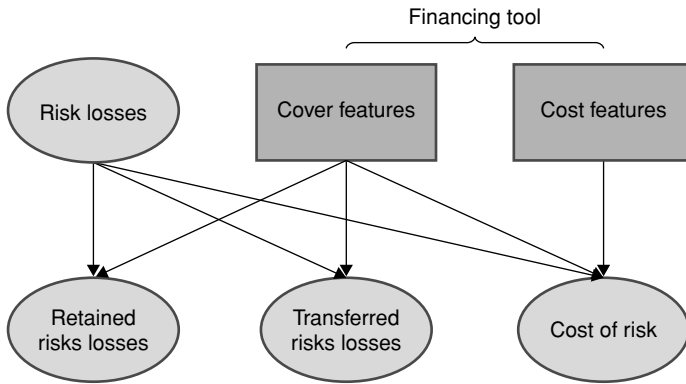 Financing tool
Risk losses
Cover features
Cost features
Retained
risks losses
Transferred
risks losses
Cost of risk